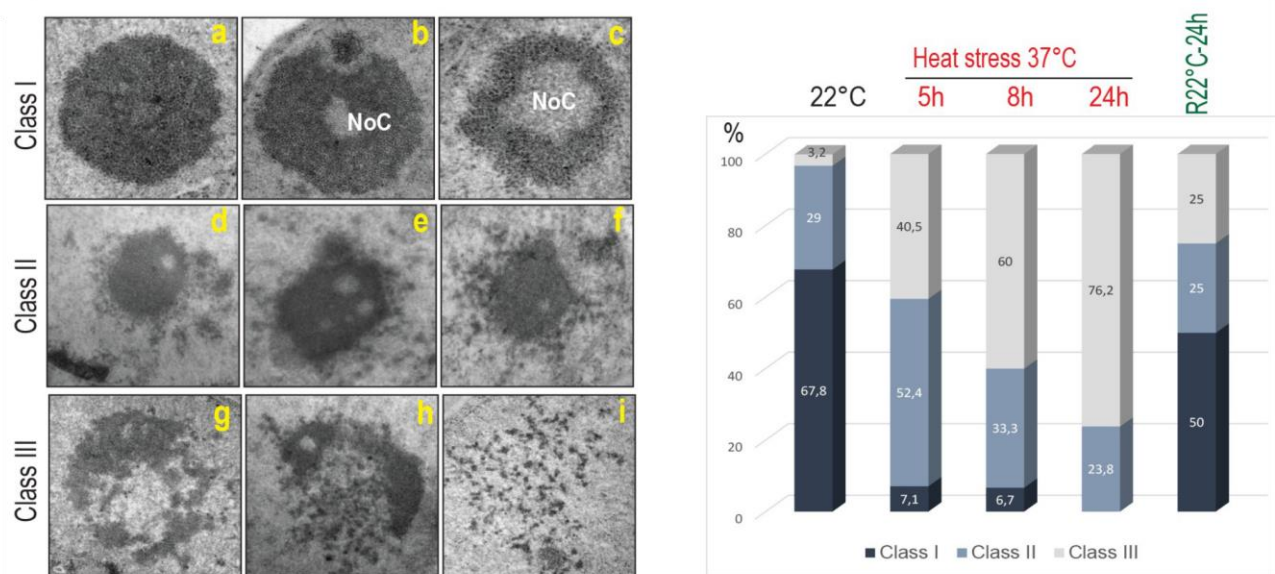 Class I
a
b
c
NoC
NoC
Class II
d
e
f
Class III
g
h
i
Heat stress 37°C
22°C
5h
8h
24h
R22°C-24h
%
100
80
60
40
20
0
3,2
29
67,8
40,5
52,4
7,1
60
33,3
6,7
76,2
23,8
25
25
50
Class I Class II Class III